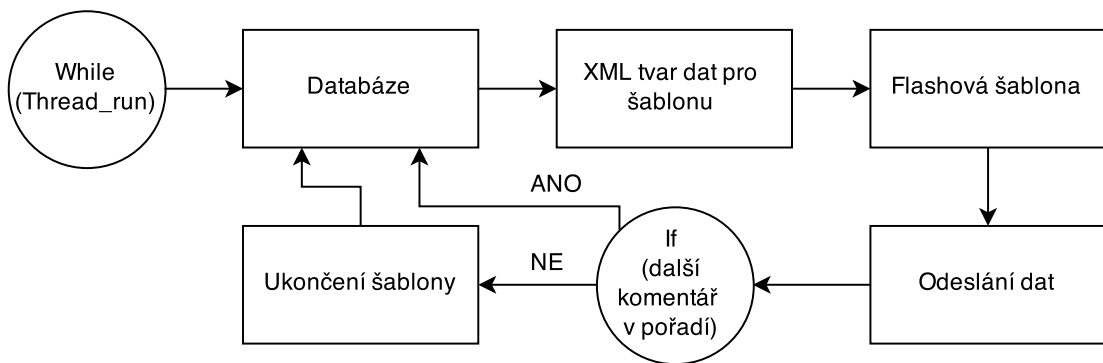 While
(Thread_run)
Databáze
XML tvar dat pro
šablonu
Flashová šablona
ANO
NE
Ukončení šablony
If
(další
komentář
v pořadí)
Odeslání dat